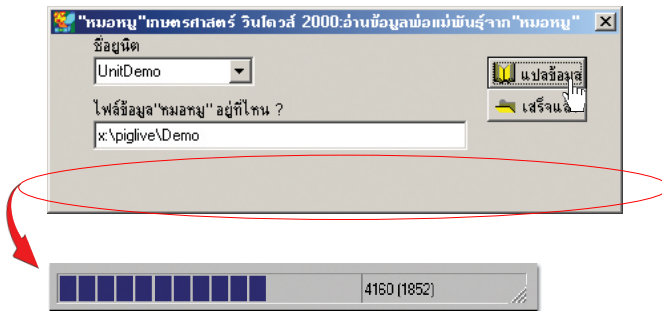 "หมอหมู"เกษตรศาสตร์ วินโดวส์ 2000:อ่านข้อมูลพ่อแม่พันธุ์จาก"หมอหมู"
ชื่อยูนิต
UnitDemo
แปลข้อมูล
เสร็จแล้ว
ไฟล์ข้อมูล"หมอหมู" อยู่ที่ไหน ?
x:\piglive\Demo
4160 (1852)